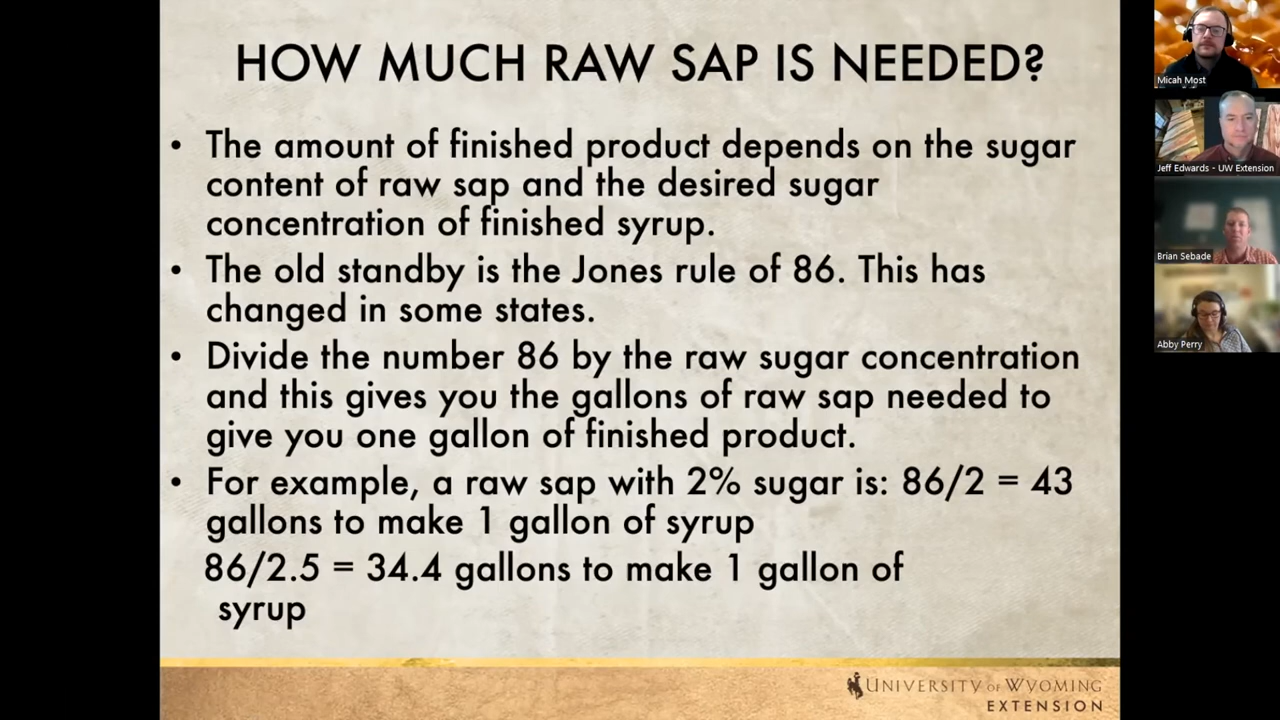 HOW MUCH RAW SAP IS NEEDED?
• The amount of finished product depends on the sugar
content of raw sap and the desired sugar
concentration of finished syrup.
• The old standby is the Jones rule of 86. This has
changed in some states.
• Divide the number 86 by the raw sugar concentration
and this gives you the gallons of raw sap needed to
give you one gallon of finished product.
• For example, a raw sap with 2% sugar is: 86/2 = 43
gallons to make 1 gallon of syrup
86/2.5 = 34.4 gallons to make 1 gallon of
syrup
UNIVERSITY OF WYOMING
EXTENSION
Micah Most
Jeff Edwards - UW Extension
Brian Sebade
Abby Perry